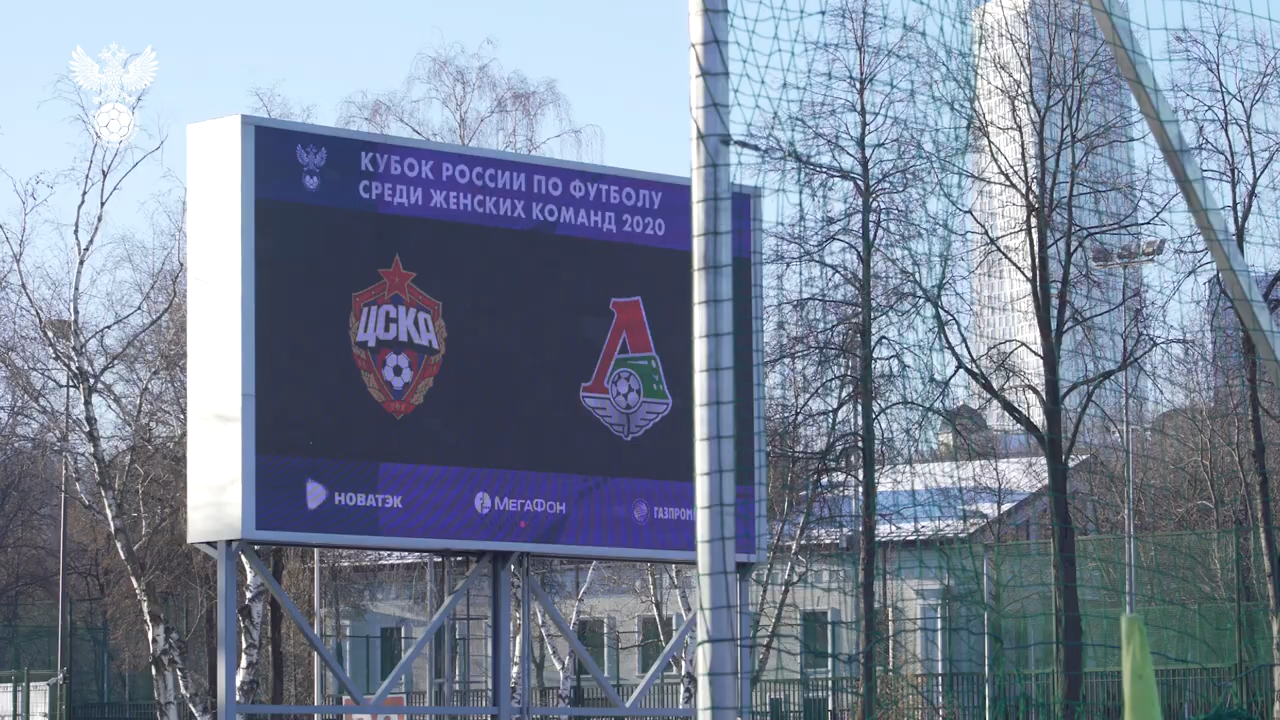 КУБОК РОССИИ ПО ФУТБОЛУ
СРЕДИ ЖЕНСКИХ КОМАНД 2020
ЦСКА
НОВАТЭК
МЕГАФОН